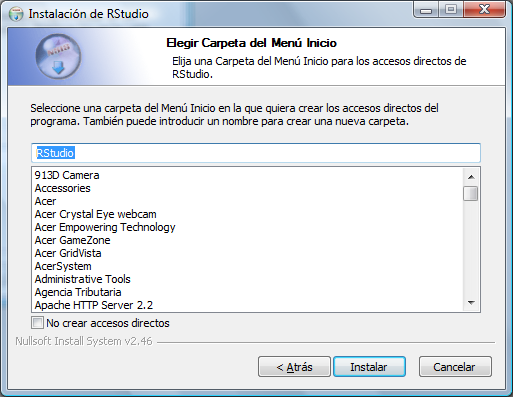 Instalación de RStudio
Elegir Carpeta del Menú Inicio
Elija una Carpeta del Menú Inicio para los accesos directos de
RStudio.
Seleccione una carpeta del Menú Inicio en la que quiera crear los accesos directos del
programa. También puede introducir un nombre para crear una nueva carpeta.
RStudio
913D Camera
Accessories
Acer
Acer Crystal Eye webcam
Acer Empowering Technology
Acer GameZone
Acer GridVista
AcerSystem
Administrative Tools
Agencia Tributaria
Apache HTTP Server 2.2
No crear accesos directos
Nullsoft Install System v2.46
< Atrás
Instalar
Cancelar